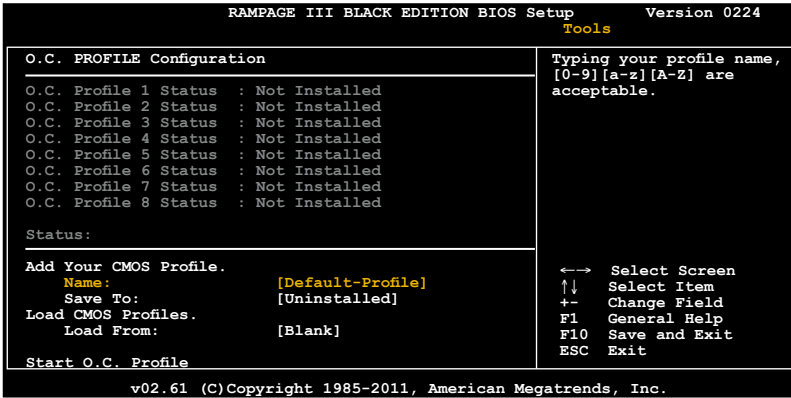 RAMPAGE III BLACK EDITION BIOS Setup Version 0224
Tools
O.C. PROFILE Configuration
O.C. Profile 1 Status : Not Installed
O.C. Profile 2 Status : Not Installed
O.C. Profile 3 Status : Not Installed
O.C. Profile 4 Status : Not Installed
O.C. Profile 5 Status : Not Installed
O.C. Profile 6 Status : Not Installed
O.C. Profile 7 Status : Not Installed
O.C. Profile 8 Status : Not Installed
Status:
Add Your CMOS Profile.
Name: [Default-Profile]
Save To: [Uninstalled]
Load CMOS Profiles.
Load From: [Blank]
Start O.C. Profile
Typing your profile name,
[0-9][a-z][A-Z] are
acceptable.
←→ Select Screen
↑↓ Select Item
+- Change Field
F1 General Help
F10 Save and Exit
ESC Exit
v02.61 (C)Copyright 1985-2011, American Megatrends, Inc.